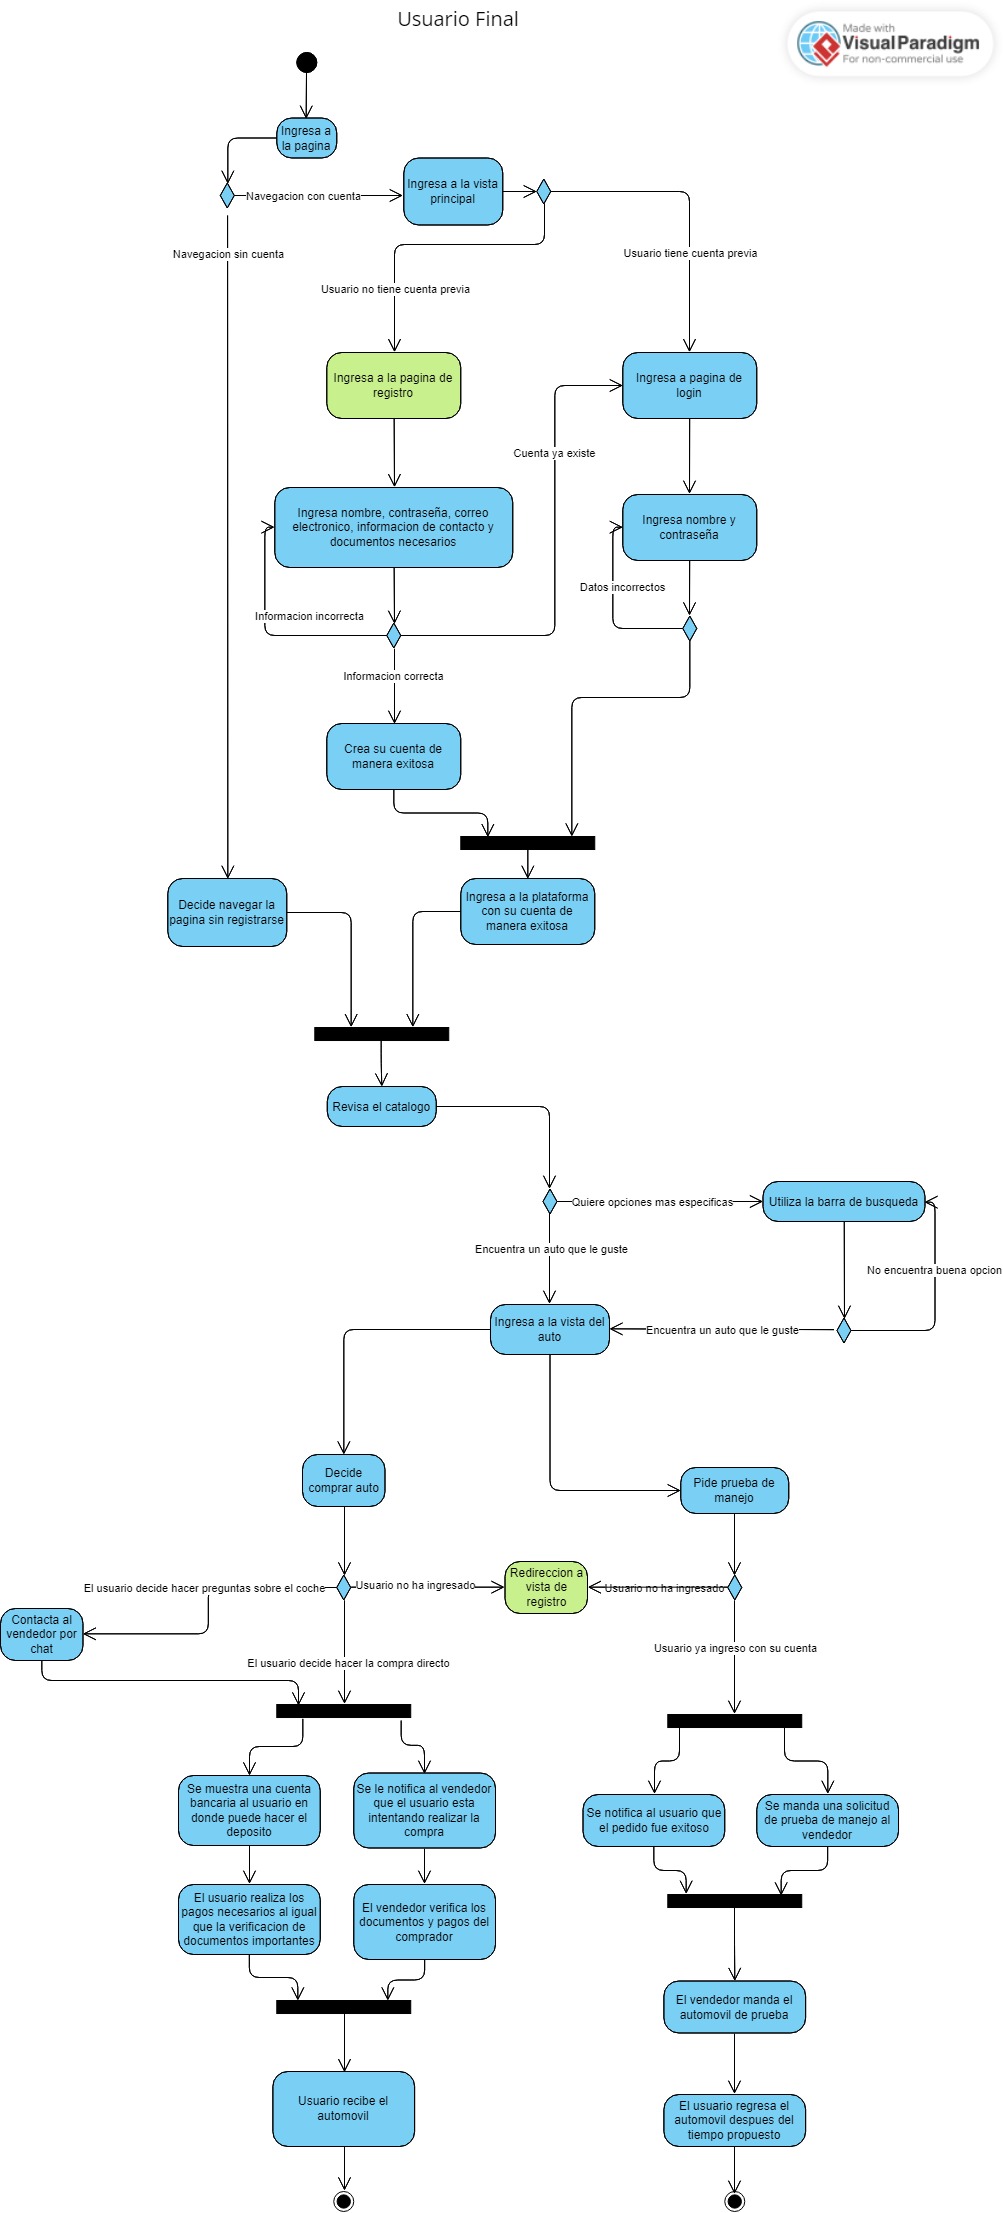 Usuario Final
Made with
VisualParadigm
For non-commercial use
Ingresa a
la pagina
Navegacion con cuenta
Ingresa a la vista
principal
Navegacion sin cuenta
Usuario tiene cuenta previa
Usuario no tiene cuenta previa
Ingresa a la pagina de
registro
Ingresa a pagina de
login
Cuenta ya existe
Ingresa nombre, contraseña, correo
electronico, informacion de contacto y
documentos necesarios
Ingresa nombre y
contraseña
Datos incorrectos
Informacion incorrecta
Informacion correcta
Crea su cuenta de
manera exitosa
Decide navegar la
pagina sin registrarse
Ingresa a la plataforma
con su cuenta de
manera exitosa
Revisa el catalogo
Quiere opciones mas especificas
Utiliza la barra de busqueda
Encuentra un auto que le guste
No encuentra buena opcion
Ingresa a la vista del
auto
Encuentra un auto que le guste
Decide
comprar auto
Pide prueba de
manejo
El usuario decide hacer preguntas sobre el coche
Usuario no ha ingresado
Redireccion a
vista de
registro
Usuario no ha ingresado
Contacta al
vendedor por
chat
Usuario ya ingreso con su cuenta
El usuario decide hacer la compra directo
Se muestra una cuenta
bancaria al usuario en
donde puede hacer el
deposito
Se le notifica al vendedor
que el usuario esta
intentando realizar la
compra
Se notifica al usuario que
el pedido fue exitoso
Se manda una solicitud
de prueba de manejo al
vendedor
El usuario realiza los
pagos necesarios al igual
que la verificacion de
documentos importantes
El vendedor verifica los
documentos y pagos del
comprador
El vendedor manda el
automovil de prueba
Usuario recibe el
automovil
El usuario regresa el
automovil despues del
tiempo propuesto